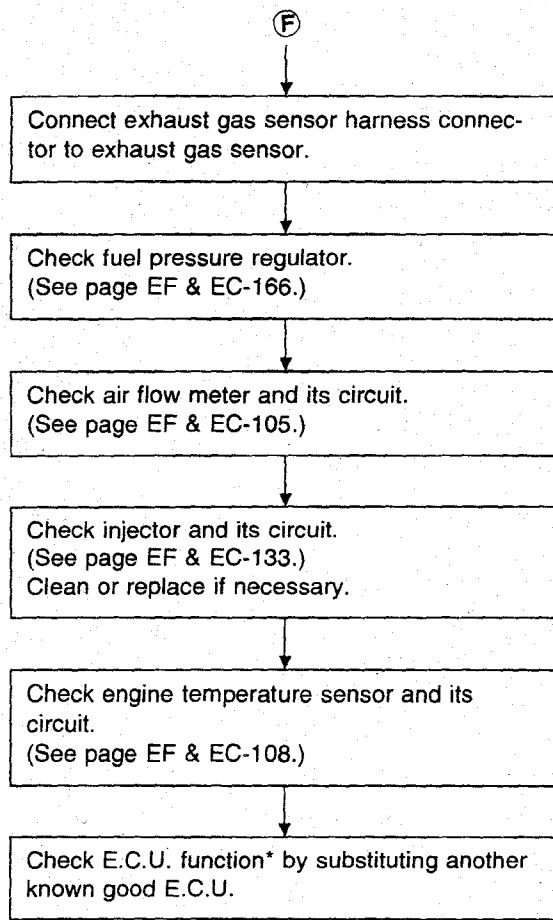 F
Connect exhaust gas sensor harness connec-
tor to exhaust gas sensor.
Check fuel pressure regulator.
(See page EF & EC-166.)
Check air flow meter and its circuit.
(See page EF & EC-105.)
Check injector and its circuit.
(See page EF & EC-133.)
Clean or replace if necessary.
Check engine temperature sensor and its
circuit.
(See page EF & EC-108.)
Check E.C.U. function* by substituting another
known good E.C.U.